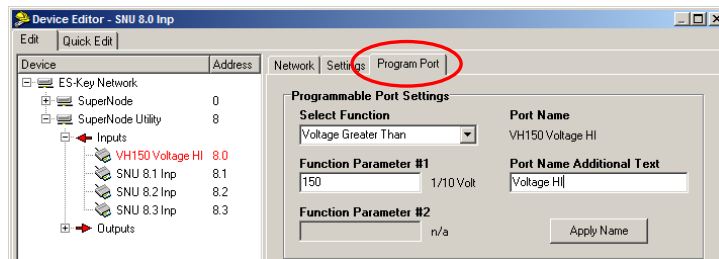 Device Editor - SNU 8.0 Inp
Edit Quick Edit
Device Address
ES-Key Network
SuperNode 0
SuperNode Utility 8
Inputs
VH150 Voltage HI 8.0
SNU 8.1 Inp 8.1
SNU 8.2 Inp 8.2
SNU 8.3 Inp 8.3
Outputs
Network Settings Program Port
Programmable Port Settings
Select Function Port Name
Voltage Greater Than VH150 Voltage HI
Function Parameter #1 Port Name Additional Text
150 1/10 Volt Voltage HI
Function Parameter #2
n/a Apply Name